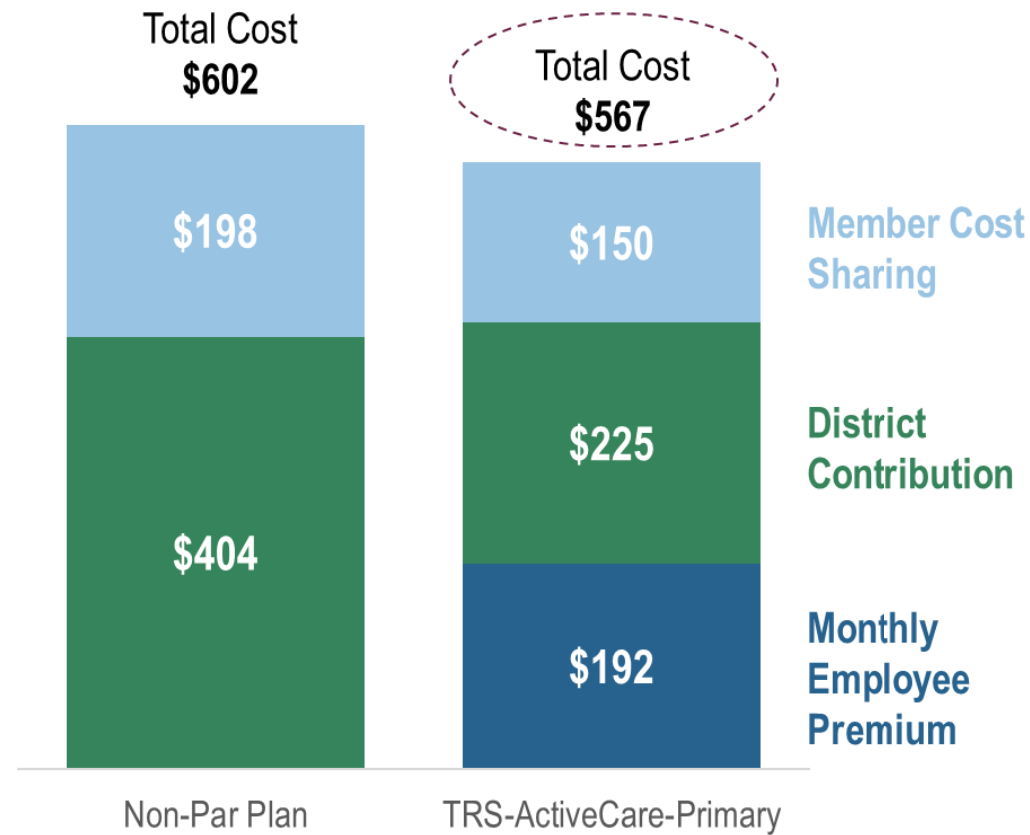 Total Cost
$602
Total Cost
$567
$198
$150
Member Cost
Sharing
$404
$225
District
Contribution
$192
Monthly
Employee
Premium
Non-Par Plan
TRS-ActiveCare-Primary